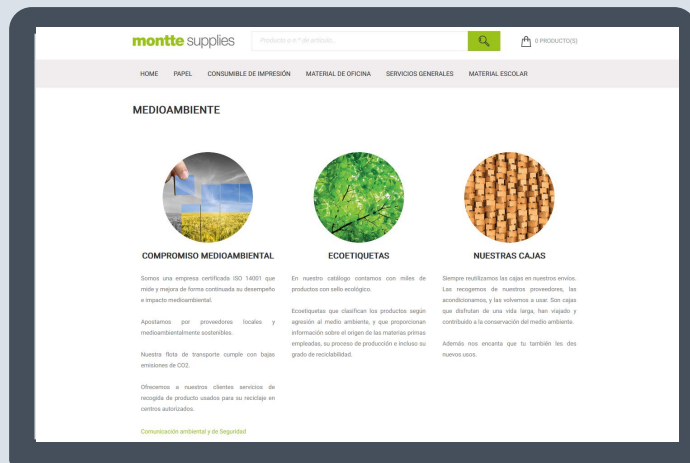 montte supplies
Producto o n.º de artículo...
0 PRODUCTO(S)
HOME PAPEL CONSUMIBLE DE IMPRESIÓN MATERIAL DE OFICINA SERVICIOS GENERALES MATERIAL ESCOLAR
MEDIOAMBIENTE
COMPROMISO MEDIOAMBIENTAL
Somos una empresa certificada ISO 14001 que
mide y mejora de forma continuada su desempeño
e impacto medioambiental.
Apostamos por proveedores locales y
medioambientalmente sostenibles.
Nuestra flota de transporte cumple con bajas
emisiones de CO2.
Ofrecemos a nuestros clientes servicios de
recogida de producto usados para su reciclaje en
centros autorizados.
Comunicación ambiental y de Seguridad
ECOETIQUETAS
En nuestro catálogo contamos con miles de
productos con sello ecológico.
Ecoetiquetas que clasifican los productos según
agresión al medio ambiente, y que proporcionan
información sobre el origen de las materias primas
empleadas, su proceso de producción e incluso su
grado de reciclabilidad.
NUESTRAS CAJAS
Siempre reutilizamos las cajas en nuestros envíos.
Las recogemos de nuestros proveedores, las
acondicionamos, y las volvemos a usar. Son cajas
que disfrutan de una vida larga, han viajado y
contribuido a la conservación del medio ambiente.
Además nos encanta que tu también les des
nuevos usos.